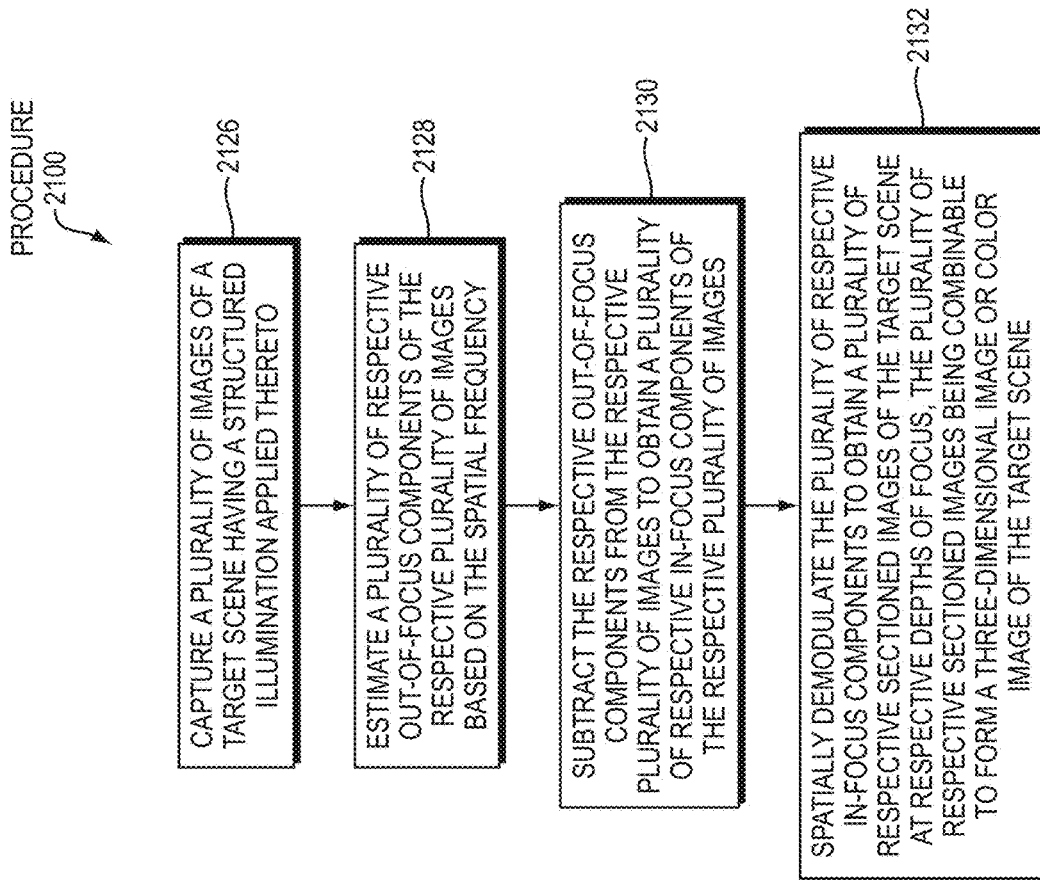 PROCEDURE
2100
CAPTURE A PLURALITY OF IMAGES OF A
TARGET SCENE HAVING A STRUCTURED
ILLUMINATION APPLIED THERETO
2126
ESTIMATE A PLURALITY OF RESPECTIVE
OUT-OF-FOCUS COMPONENTS OF THE
RESPECTIVE PLURALITY OF IMAGES
BASED ON THE SPATIAL FREQUENCY
2128
SUBTRACT THE RESPECTIVE OUT-OF-FOCUS
COMPONENTS FROM THE RESPECTIVE
PLURALITY OF IMAGES TO OBTAIN A PLURALITY
OF RESPECTIVE IN-FOCUS COMPONENTS OF
THE RESPECTIVE PLURALITY OF IMAGES
2130
SPATIALLY DEMODULATE THE PLURALITY OF RESPECTIVE
IN-FOCUS COMPONENTS TO OBTAIN A PLURALITY OF
RESPECTIVE SECTIONED IMAGES OF THE TARGET SCENE
AT RESPECTIVE DEPTHS OF FOCUS, THE PLURALITY OF
RESPECTIVE SECTIONED IMAGES BEING COMBINABLE
TO FORM A THREE-DIMENSIONAL IMAGE OR COLOR
IMAGE OF THE TARGET SCENE
2132